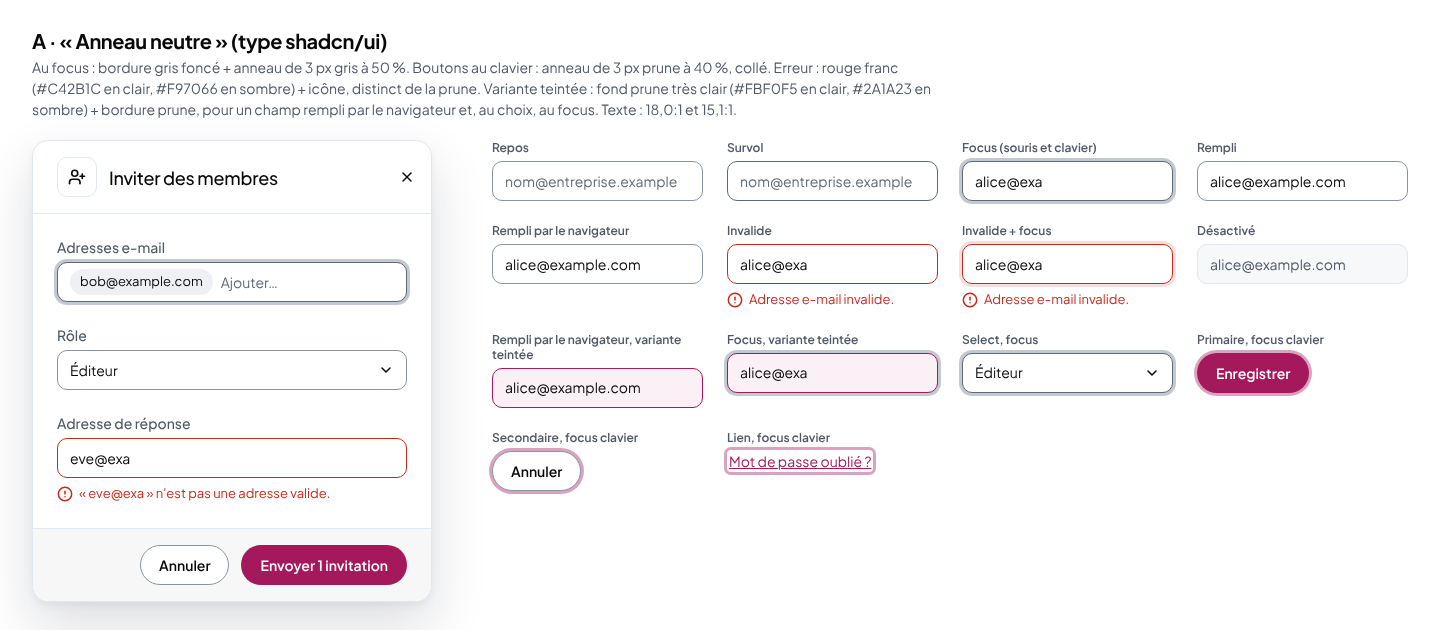 A · « Anneau neutre » (type shadcn/ui)
Au focus : bordure gris foncé + anneau de 3 px gris à 50 %. Boutons au clavier : anneau de 3 px prune à 40 %, collé. Erreur : rouge franc
(#C42B1C en clair, #F97066 en sombre) + icône, distinct de la prune. Variante teintée : fond prune très clair (#FBF0F5 en clair, #2A1A23 en
sombre) + bordure prune, pour un champ rempli par le navigateur et, au choix, au focus. Texte : 18,0:1 et 15,1:1.
Inviter des membres
Adresses e-mail
bob@example.com
Ajouter…
Rôle
Éditeur
Adresse de réponse
eve@exa
« eve@exa » n'est pas une adresse valide.
Annuler
Envoyer 1 invitation
Repos
nom@entreprise.example
Survol
nom@entreprise.example
Focus (souris et clavier)
alice@exa
Rempli
alice@example.com
Rempli par le navigateur
alice@example.com
Invalide
alice@exa
Adresse e-mail invalide.
Invalide + focus
alice@exa
Adresse e-mail invalide.
Désactivé
alice@example.com
Rempli par le navigateur, variante
teintée
alice@example.com
Focus, variante teintée
alice@exa
Select, focus
Éditeur
Primaire, focus clavier
Enregistrer
Secondaire, focus clavier
Annuler
Lien, focus clavier
Mot de passe oublié ?